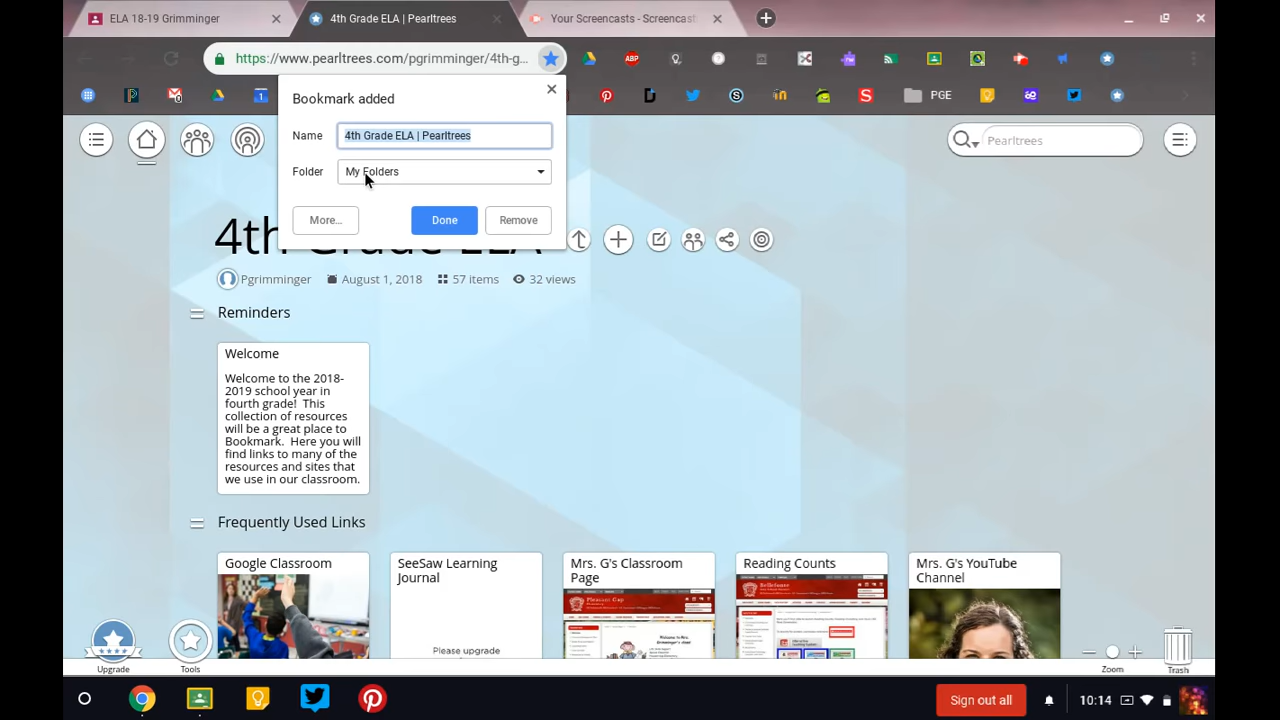 ELA 18-19 Grimminger
4th Grade ELA | Pearltrees
Your Screencasts - Screencast
https://www.pearltrees.com/pgrimminger/4th-g...
ABP
PGE
Bookmark added
Name 4th Grade ELA | Pearltrees
Folder My Folders
More... Done Remove
Pearltrees
4th Grade ELA
Pgrimminger August 1, 2018 57 items 32 views
Reminders
Welcome
Welcome to the 2018-
2019 school year in
fourth grade! This
collection of resources
will be a great place to
Bookmark. Here you will
find links to many of the
resources and sites that
we use in our classroom.
Frequently Used Links
Google Classroom
SeeSaw Learning
Journal
Please upgrade
Mrs. G's Classroom
Page
Reading Counts
Mrs. G's YouTube
Channel
Upgrade
Tools
Zoom
Trash
Sign out all
10:14